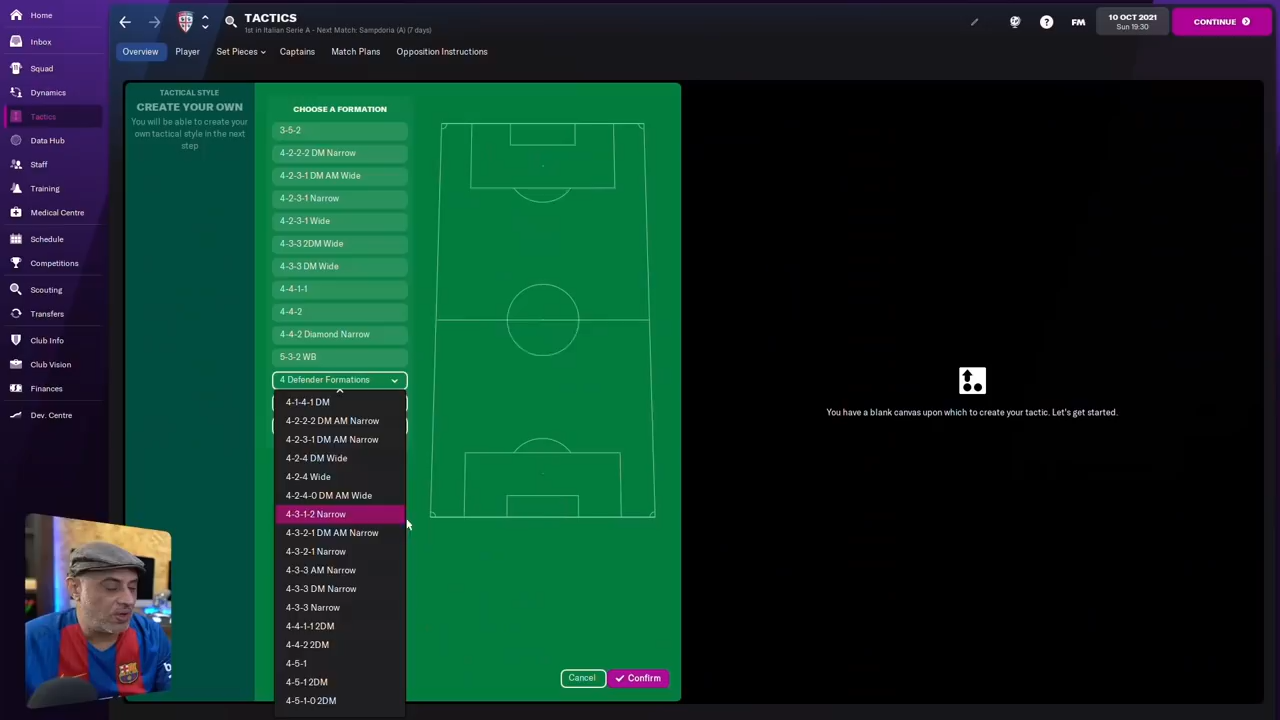 Home
Inbox
Squad
Dynamics
Tactics
Data Hub
Staff
Training
Medical Centre
Schedule
Competitions
Scouting
Transfers
Club Info
Club Vision
Finances
Dev. Centre
TACTICS
1st in Italian Serie A - Next Match: Sampdoria (A) (7 days)
FM
10 OCT 2021
Sun 19:30
CONTINUE
Overview
Player
Set Pieces
Captains
Match Plans
Opposition Instructions
TACTICAL STYLE
CREATE YOUR OWN
You will be able to create your
own tactical style in the next
step
CHOOSE A FORMATION
3-5-2
4-2-2-2 DM Narrow
4-2-3-1 DM AM Wide
4-2-3-1 Narrow
4-2-3-1 Wide
4-3-3 2DM Wide
4-3-3 DM Wide
4-4-1-1
4-4-2
4-4-2 Diamond Narrow
5-3-2 WB
4 Defender Formations
4-1-4-1 DM
4-2-2-2 DM AM Narrow
4-2-3-1 DM AM Narrow
4-2-4 DM Wide
4-2-4 Wide
4-2-4-0 DM AM Wide
4-3-1-2 Narrow
4-3-2-1 DM AM Narrow
4-3-2-1 Narrow
4-3-3 AM Narrow
4-3-3 DM Narrow
4-3-3 Narrow
4-4-1-1 2DM
4-4-2 2DM
4-5-1
4-5-1 2DM
4-5-1-0 2DM
Cancel
Confirm
You have a blank canvas upon which to create your tactic. Let's get started.